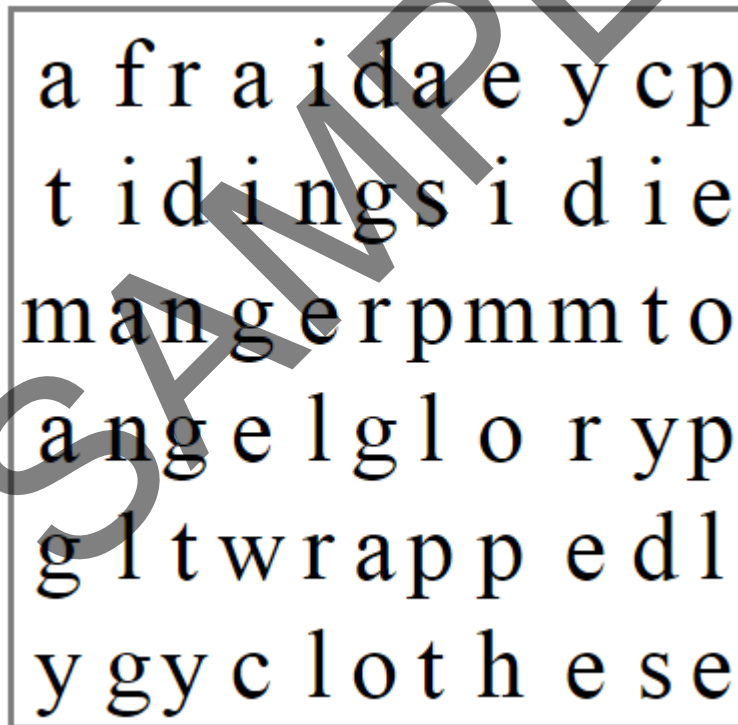 a f r a i d a e y c p
t i d i n g s i d i e
m a n g e r p m m t o
a n g e l g l o r y p
g l t w r a p p e d l
y g y c l o t h e s e
SAMPLE